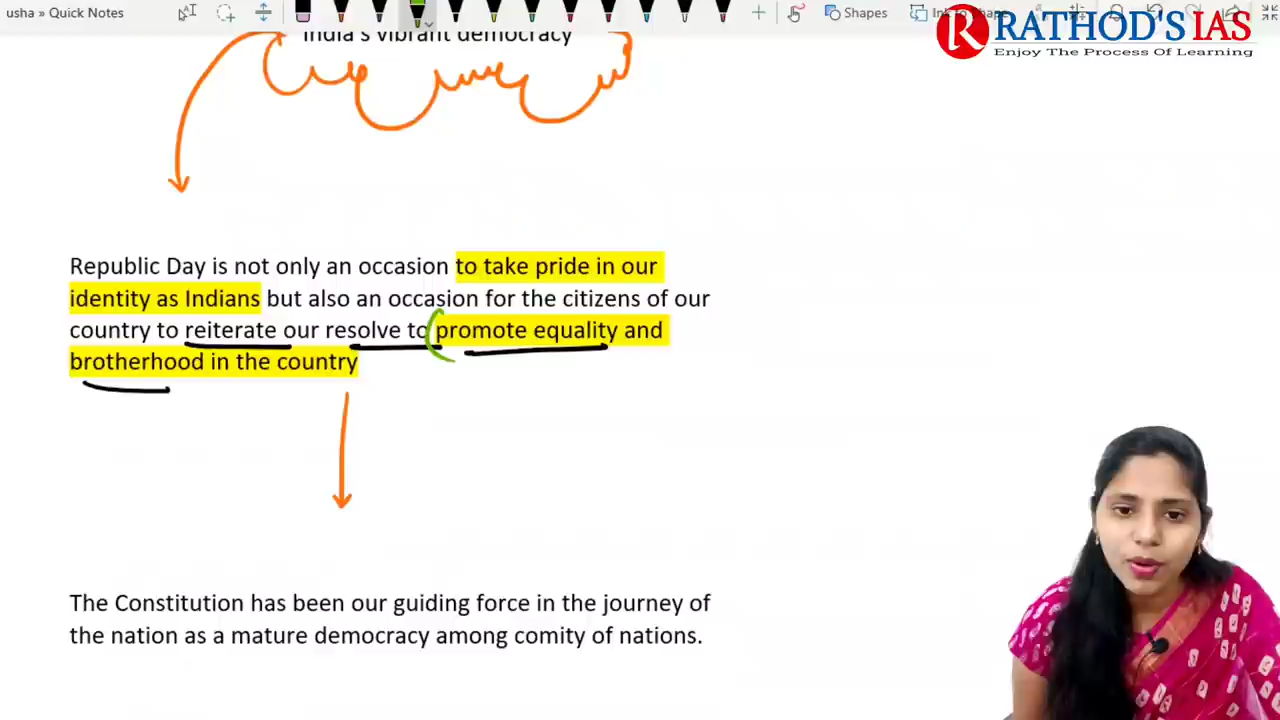 usha » Quick Notes
Shapes
RATHOD'S IAS
Enjoy The Process Of Learning
India's vibrant democracy
Republic Day is not only an occasion to take pride in our
identity as Indians but also an occasion for the citizens of our
country to reiterate our resolve to promote equality and
brotherhood in the country
The Constitution has been our guiding force in the journey of
the nation as a mature democracy among comity of nations.